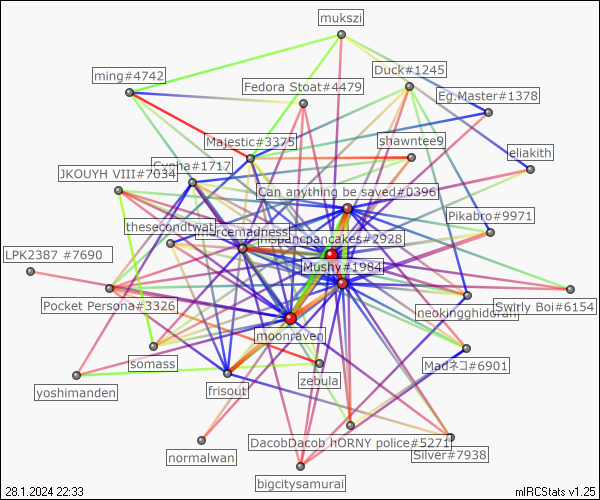 mukszi
Duck#1245
ming#4742
Fedora Stoat#4479
Eg.Master#1378
Majestic#3375
shawntee9
eliakith
Cygha#1717
JKOUYH VIII#7034
Can anything be saved#0396
Pikabro#9971
thesecondtwat
mercemadness
hispanicpancakes#2928
LPK2387 #7690
Mushy#1984
Pocket Persona#3326
neokingghidorah
Swirly Boi#6154
moonraven
somass
Madネコ#6901
zebula
yoshimanden
frisout
DacobDacob hORNY police#5271
normalwan
Silver#7938
bigcitysamurai
28.1.2024 22:33
mIRCStats v1.25